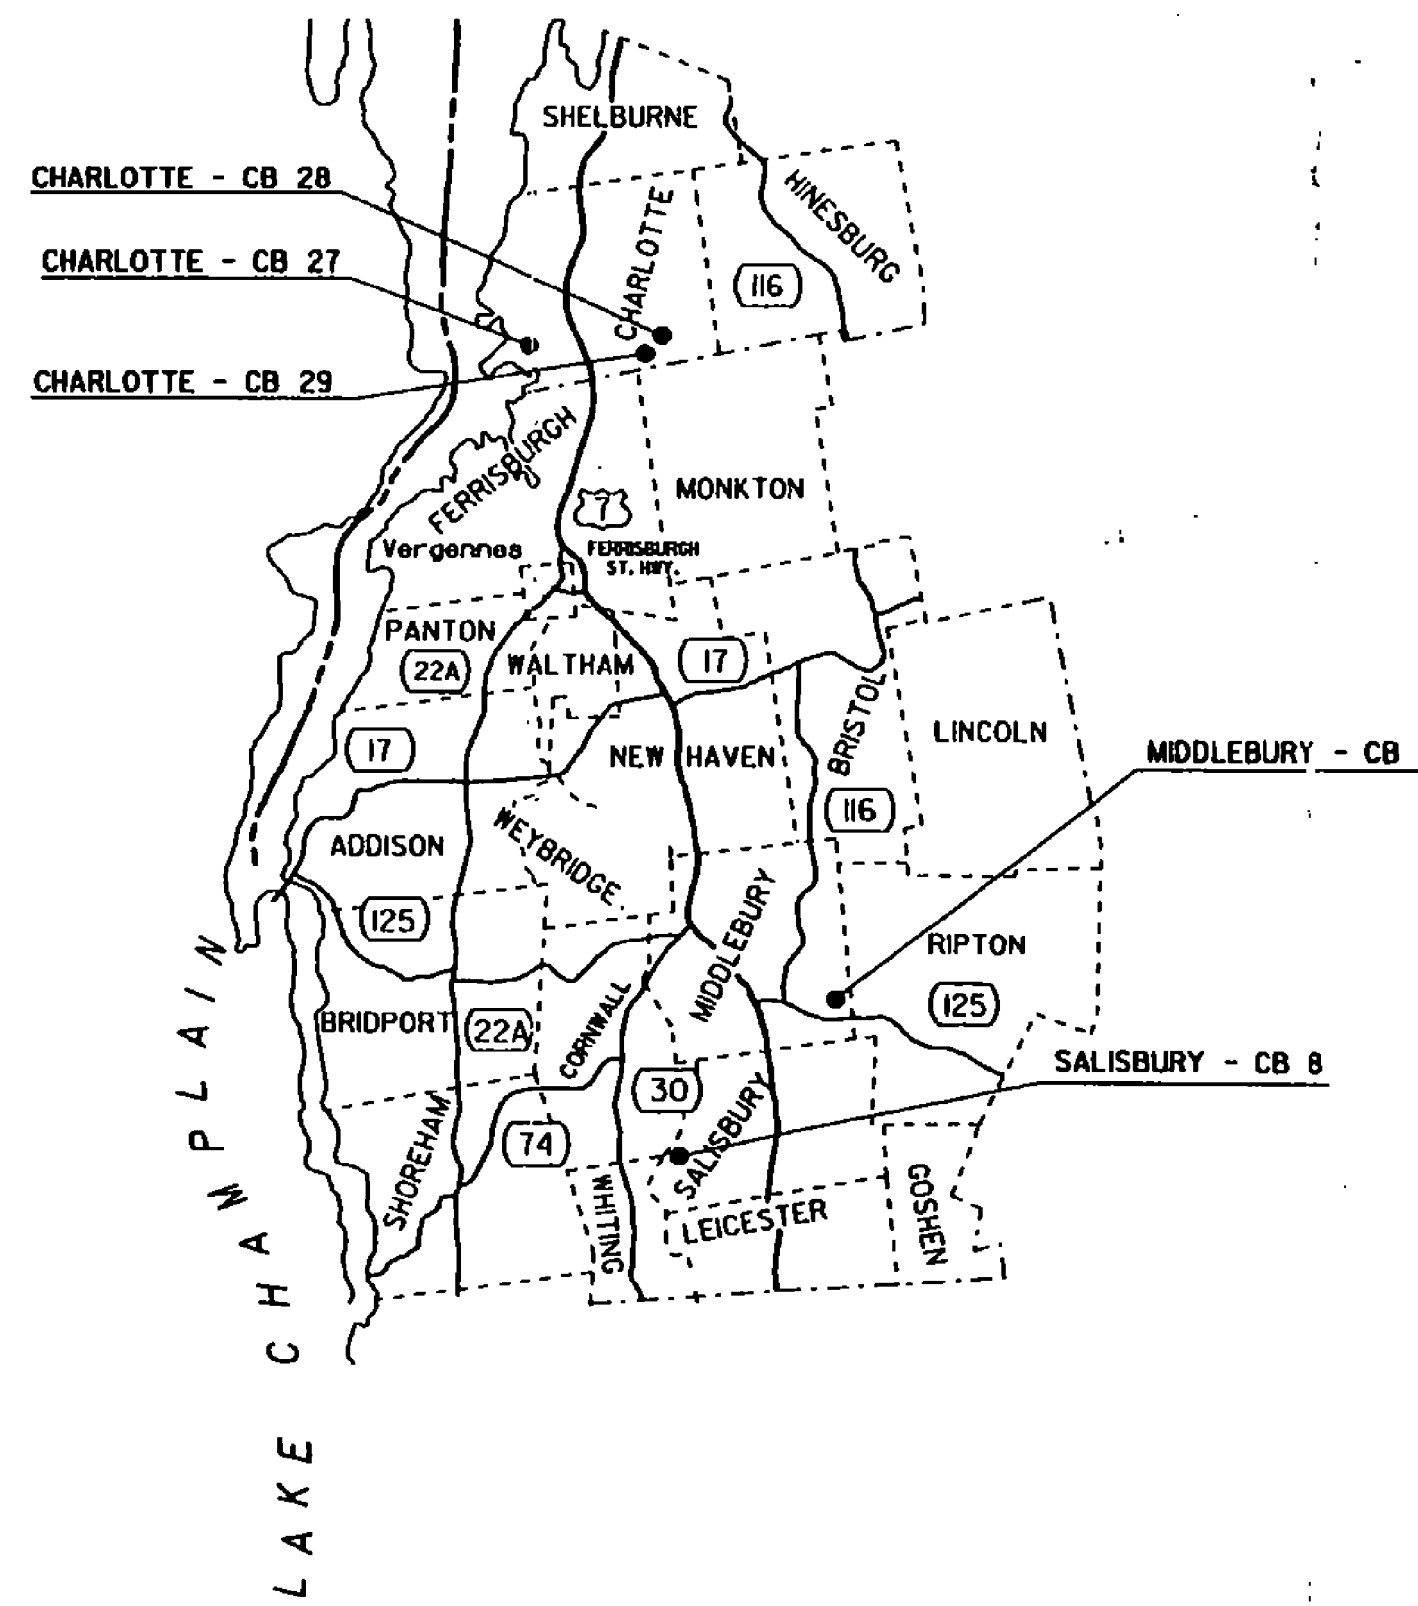 SHELBURNE
CHARLOTTE - CB 28
HINESBURG
CHARLOTTE
CHARLOTTE - CB 27
116
CHARLOTTE - CB 29
FERRISBURGH
MONKTON
7
Vergennes
FERRISBURGH
ST. HWY.
PANTON
WALTHAM
17
22A
BRISTOL
LINCOLN
17
NEW HAVEN
MIDDLEBURY - CB
116
ADDISON
WEYBRIDGE
125
MIDDLEBURY
RIPTON
125
BRIDPORT
22A
CORNWALL
SALISBURY - CB 8
30
SALISBURY
SHOREHAM
74
WHITING
LEICESTER
GOSHEN
LAKE CHAMPLAIN